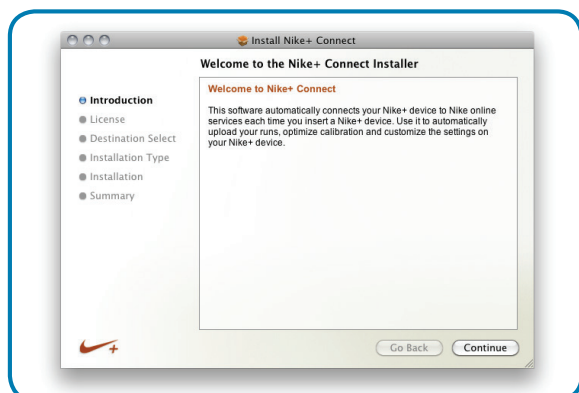 Install Nike+ Connect
Welcome to the Nike+ Connect Installer
Introduction
License
Destination Select
Installation Type
Installation
Summary
Welcome to Nike+ Connect
This software automatically connects your Nike+ device to Nike online
services each time you insert a Nike+ device. Use it to automatically
upload your runs, optimize calibration and customize the settings on
your Nike+ device.
+
Go Back
Continue